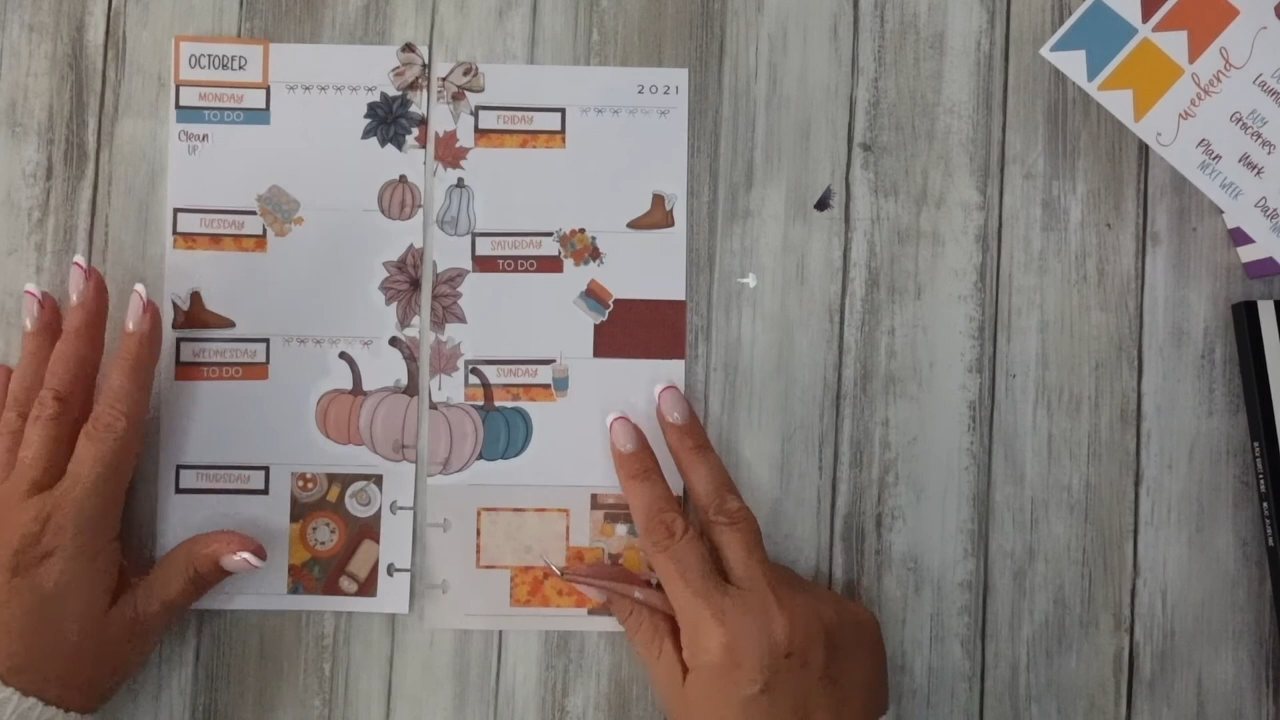 OCTOBER
MONDAY
TO DO
Clean
UP
TUESDAY
WEDNESDAY
TO DO
THURSDAY
2021
FRIDAY
SATURDAY
TO DO
SUNDAY
weekend
BUY
Groceries
Plan
NEXT WEEK
Work